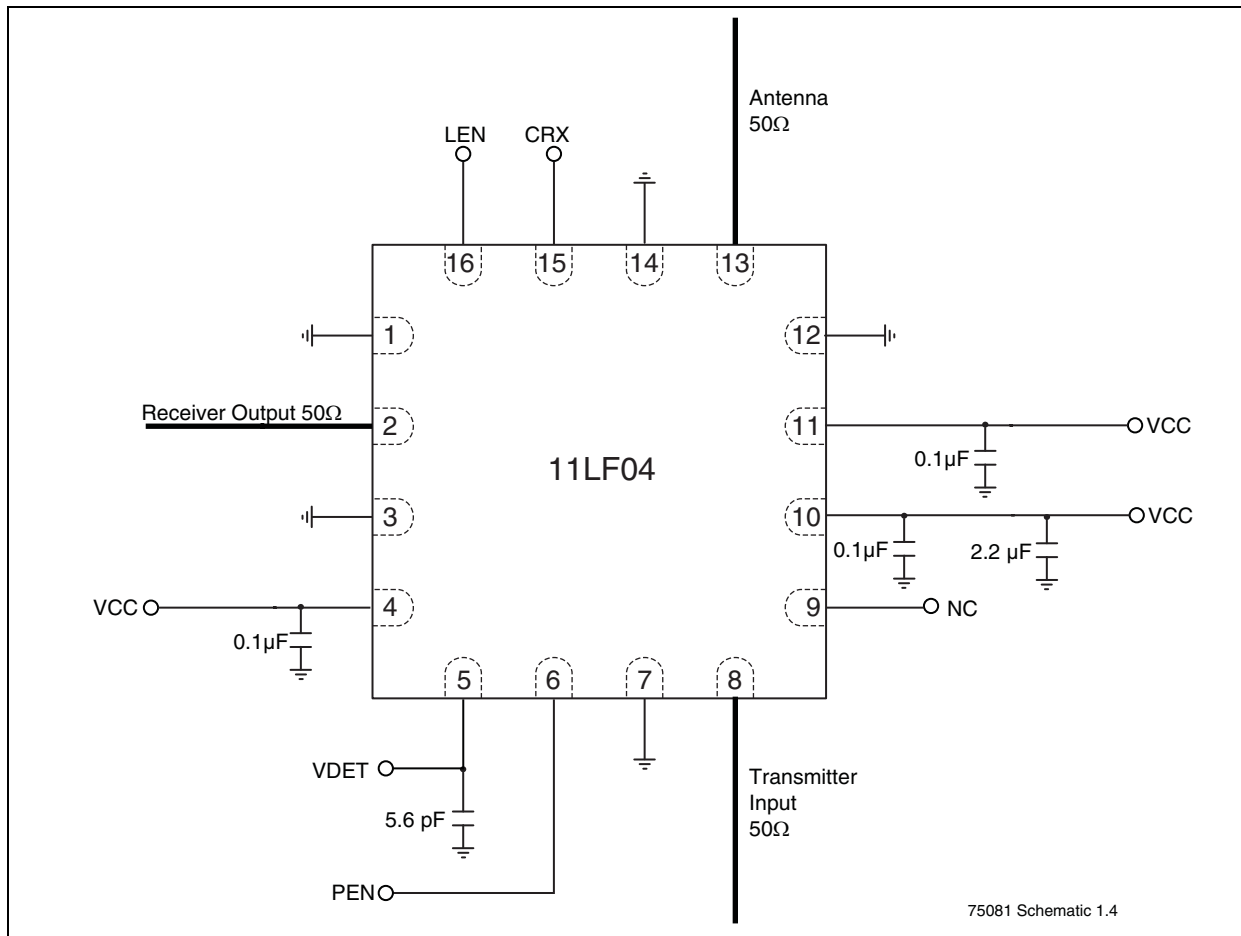 Antenna
50Ω
LEN
CRX
16
15
14
13
1
12
Receiver Output 50Ω
2
11
VCC
0.1µF
11LF04
3
10
VCC
0.1µF
2.2 µF
VCC
4
9
NC
0.1µF
5
6
7
8
VDET
5.6 pF
Transmitter
Input
50Ω
PEN
75081 Schematic 1.4